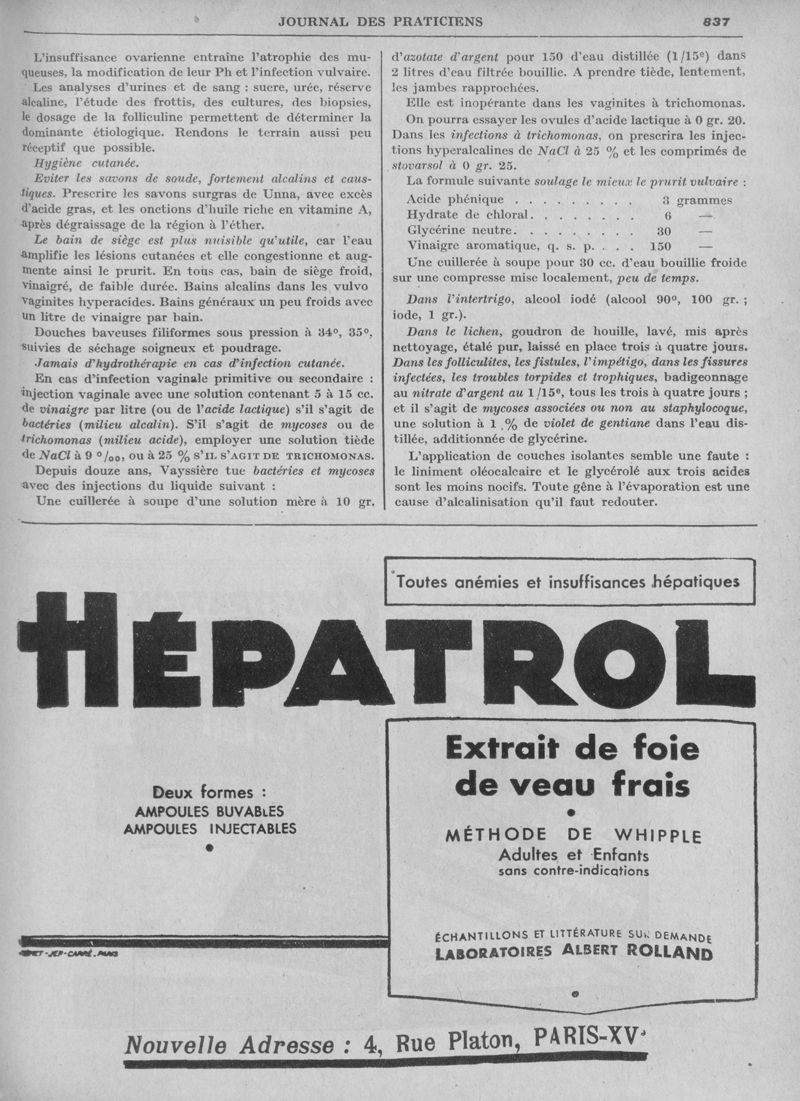 JOURNAL DES PRATICIENS 837
L'insuffisance ovarienne entraine l'atrophie des mu-
queuses, la modification de leur Ph et l'infection vulvaire.
Les analyses d'urines et de sang : sucre, urée, réserve
alcaline, l'étude des frottis, des cultures, des biopsies,
le dosage de la folliculine permettent de déterminer la
dominante étiologique. Rendons le terrain aussi peu
réceptif que possible.
Hygiène cutanée.
Eviter les savons de soude, fortement alcalins et caus-
tiques. Prescrire les savons surgras de Unna, avec excès
d'acide gras, et les onctions d'huile riche en vitamine A,
après dégraissage de la région à l'éther.
Le bain de siège est plus nuisible qu'utile, car l'eau
amplifie les lésions cutanées et elle congestionne et aug-
mente ainsi le prurit. En tous cas, bain de siège froid,
vinaigré, de faible durée. Bains alcalins dans les vulvo
vaginites hyperacides. Bains généraux un peu froids avec
un litre de vinaigre par bain.
Douches baveuses filiformes sous pression à 34°, 35°,
suivies de séchage soigneux et poudrage.
Jamais d'hydrothérapie en cas d'infection cutanée.
En cas d'infection vaginale primitive ou secondaire :
injection vaginale avec une solution contenant 5 à 15 cc.
de vinaigre par litre (ou de l'acide lactique) s'il s'agit de
bactéries (milieu alcalin). S'il s'agit de mycoses ou de
trichomonas (milieu acide), employer une solution tiède
de NaCl à 9 °/₀₀, ou à 25 % S'IL S'AGIT DE TRICHOMONAS.
Depuis douze ans, Vayssière tue bactéries et mycoses
avec des injections du liquide suivant :
Une cuillerée à soupe d'une solution mère à 10 gr.
d'azotate d'argent pour 150 d'eau distillée (1/15e) dans
2 litres d'eau filtrée bouillie. A prendre tiède, lentement,
les jambes rapprochées.
Elle est inopérante dans les vaginites à trichomonas.
On pourra essayer les ovules d'acide lactique à 0 gr. 20.
Dans les infections à trichomonas, on prescrira les injec-
tions hyperalcalines de NaCl à 25 % et les comprimés de
stovarsol à 0 gr. 25.
La formule suivante soulage le mieux le prurit vulvaire :
Acide phénique . . . . . . . . . 3 grammes
Hydrate de chloral. . . . . . . . 6 —
Glycérine neutre. . . . . . . . . 30 —
Vinaigre aromatique, q. s. p. . . . 150 —
Une cuillerée à soupe pour 30 cc. d'eau bouillie froide
sur une compresse mise localement, peu de temps.
Dans l'intertrigo, alcool iodé (alcool 90°, 100 gr. ;
iode, 1 gr.).
Dans le lichen, goudron de houille, lavé, mis après
nettoyage, étalé pur, laissé en place trois à quatre jours.
Dans les folliculites, les fistules, l'impétigo, dans les fissures
infectées, les troubles torpides et trophiques, badigeonnage
au nitrate d'argent au 1/15e, tous les trois à quatre jours ;
et il s'agit de mycoses associées ou non au staphylocoque,
une solution à 1 % de violet de gentiane dans l'eau dis-
tillée, additionnée de glycérine.
L'application de couches isolantes semble une faute :
le liniment oléocalcaire et le glycérolé aux trois acides
sont les moins nocifs. Toute gêne à l'évaporation est une
cause d'alcalinisation qu'il faut redouter.
Toutes anémies et insuffisances hépatiques
HÉPATROL
Deux formes :
AMPOULES BUVABLES
AMPOULES INJECTABLES
Extrait de foie
de veau frais
MÉTHODE DE WHIPPLE
Adultes et Enfants
sans contre-indications
ÉCHANTILLONS ET LITTÉRATURE SUR DEMANDE
LABORATOIRES ALBERT ROLLAND
-JEP-CARRÉ-PARIS
Nouvelle Adresse : 4, Rue Platon, PARIS-XVe